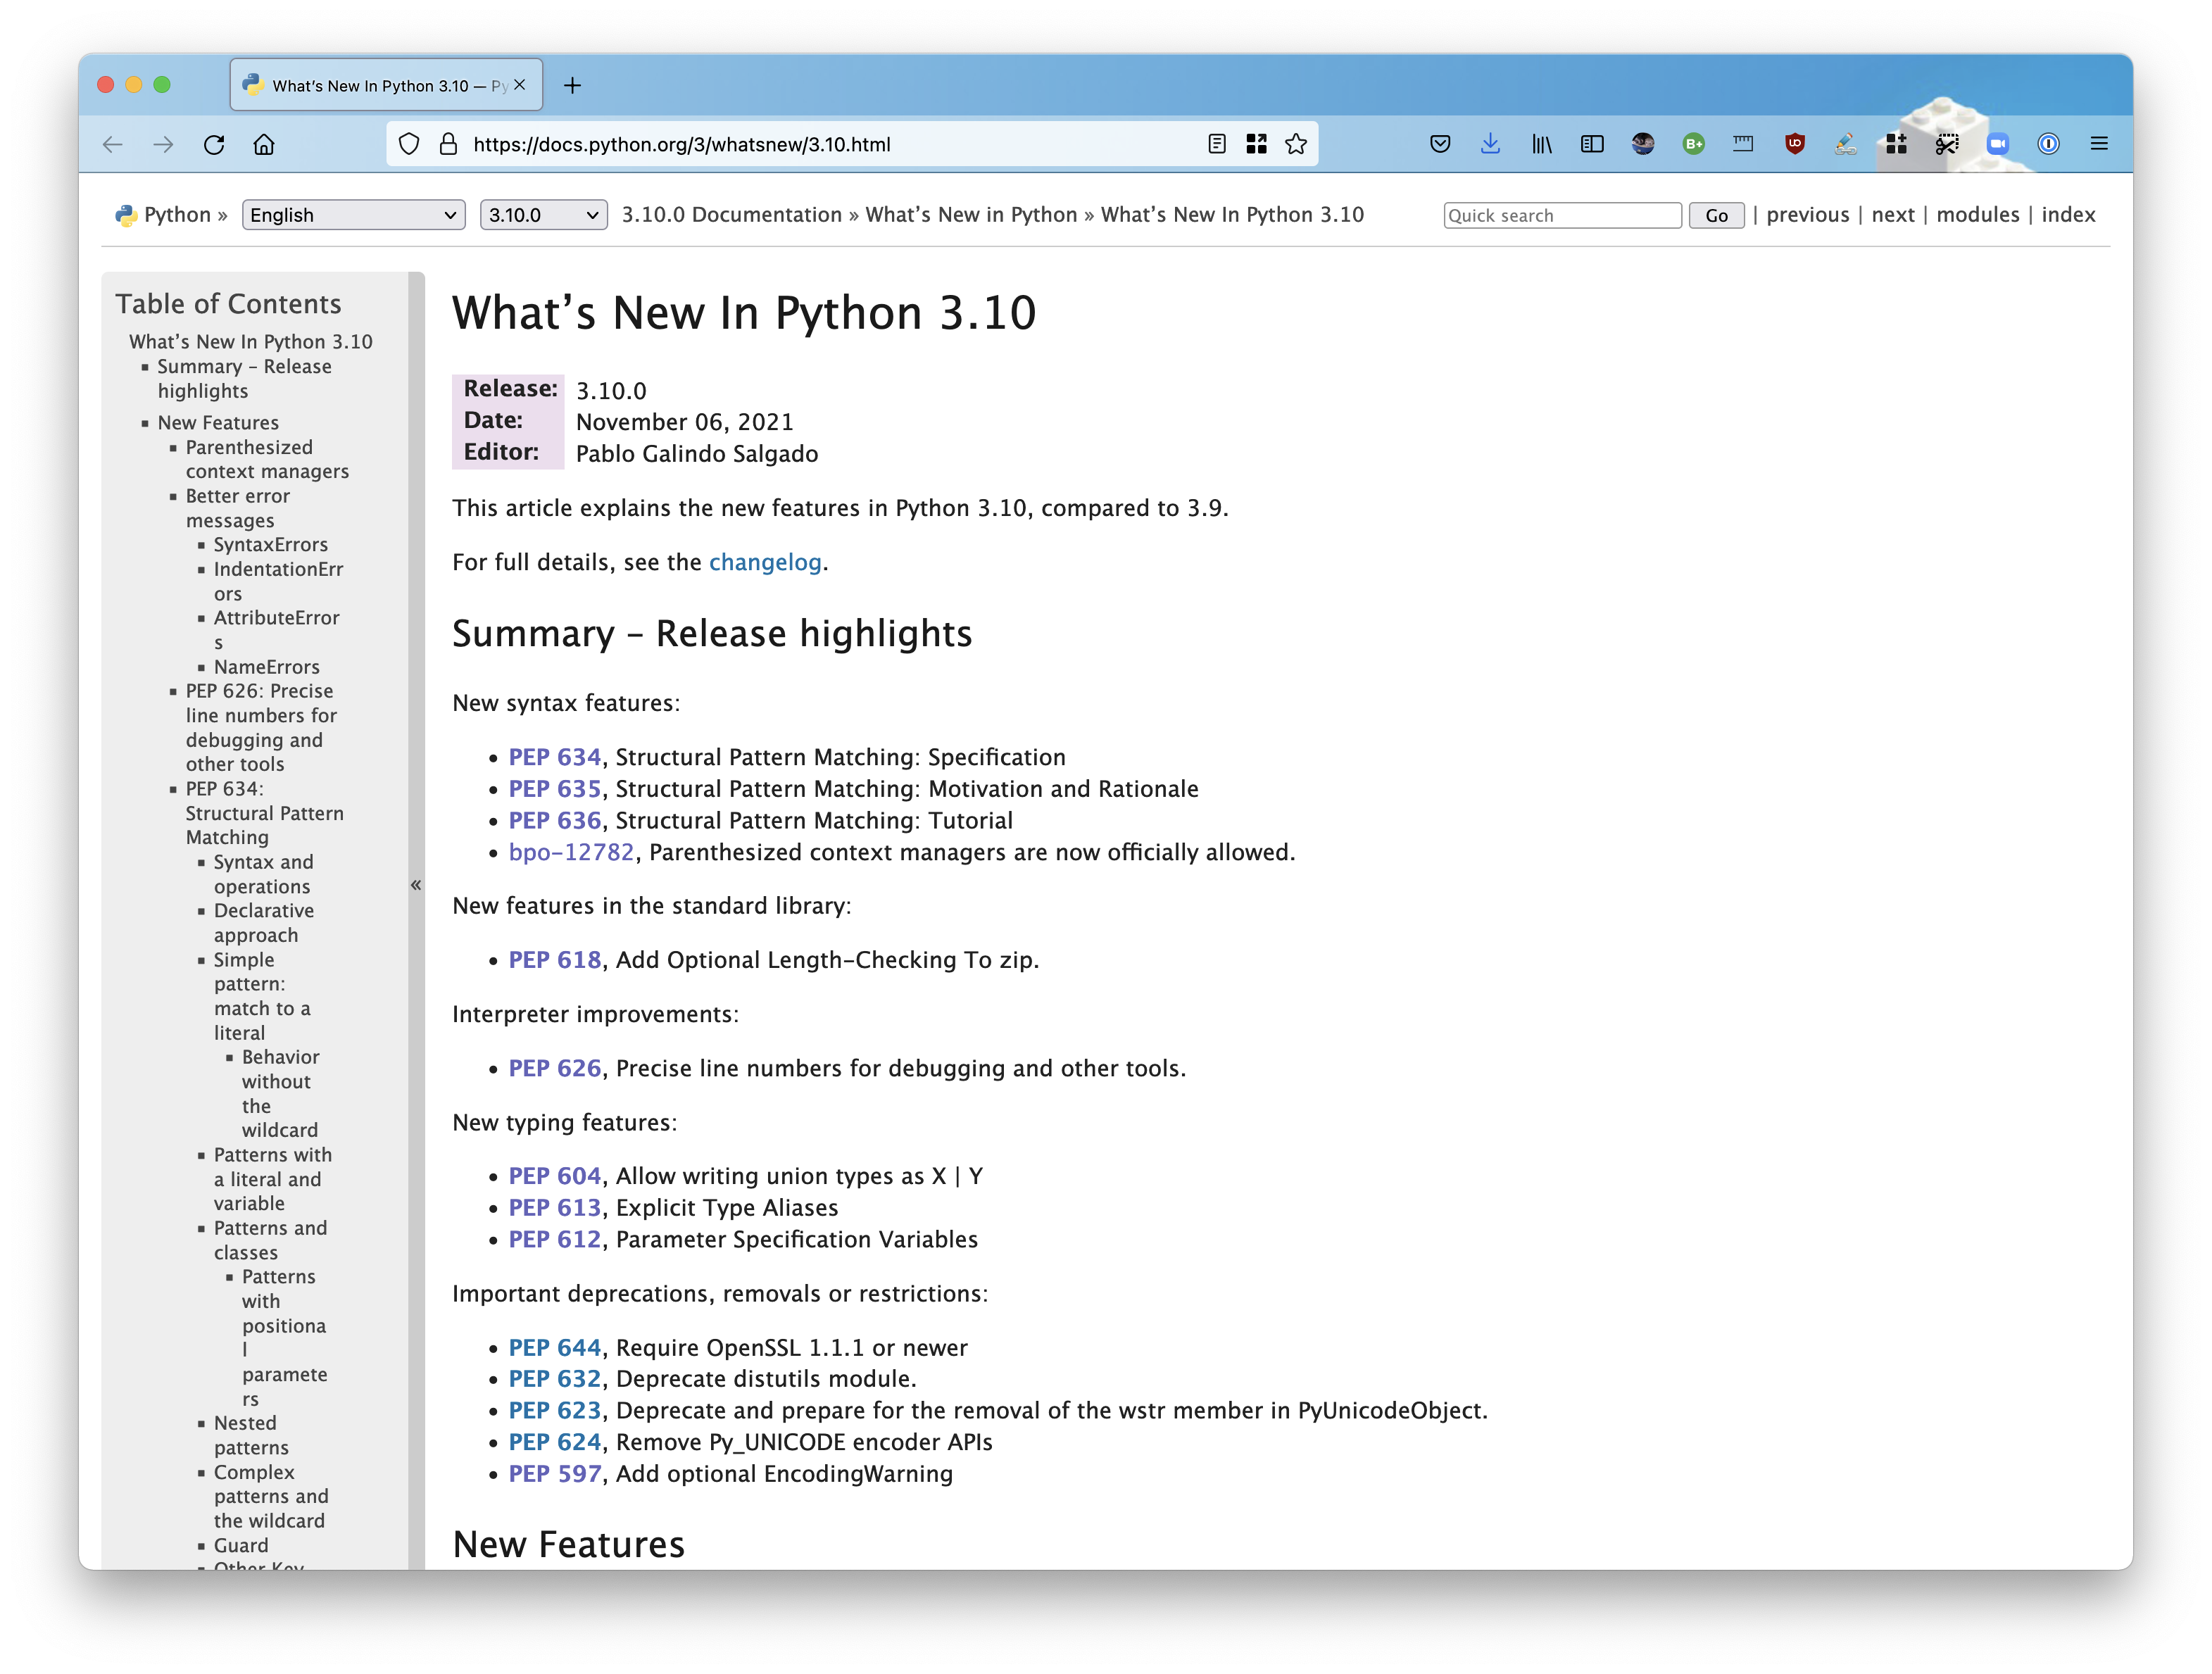 What's New In Python 3.10 — Py
https://docs.python.org/3/whatsnew/3.10.html
Python » English 3.10.0 3.10.0 Documentation » What's New in Python » What's New In Python 3.10 Quick search Go | previous | next | modules | index
Table of Contents
What's New In Python 3.10
Summary – Release
highlights
New Features
Parenthesized
context managers
Better error
messages
SyntaxErrors
IndentationErr
ors
AttributeError
s
NameErrors
PEP 626: Precise
line numbers for
debugging and
other tools
PEP 634:
Structural Pattern
Matching
Syntax and
operations
Declarative
approach
Simple
pattern:
match to a
literal
Behavior
without
the
wildcard
Patterns with
a literal and
variable
Patterns and
classes
Patterns
with
positiona
l
paramete
rs
Nested
patterns
Complex
patterns and
the wildcard
Guard
Other Key
«
What's New In Python 3.10
Release: 3.10.0
Date: November 06, 2021
Editor: Pablo Galindo Salgado
This article explains the new features in Python 3.10, compared to 3.9.
For full details, see the changelog.
Summary – Release highlights
New syntax features:
• PEP 634, Structural Pattern Matching: Specification
• PEP 635, Structural Pattern Matching: Motivation and Rationale
• PEP 636, Structural Pattern Matching: Tutorial
• bpo-12782, Parenthesized context managers are now officially allowed.
New features in the standard library:
• PEP 618, Add Optional Length-Checking To zip.
Interpreter improvements:
• PEP 626, Precise line numbers for debugging and other tools.
New typing features:
• PEP 604, Allow writing union types as X | Y
• PEP 613, Explicit Type Aliases
• PEP 612, Parameter Specification Variables
Important deprecations, removals or restrictions:
• PEP 644, Require OpenSSL 1.1.1 or newer
• PEP 632, Deprecate distutils module.
• PEP 623, Deprecate and prepare for the removal of the wstr member in PyUnicodeObject.
• PEP 624, Remove Py_UNICODE encoder APIs
• PEP 597, Add optional EncodingWarning
New Features